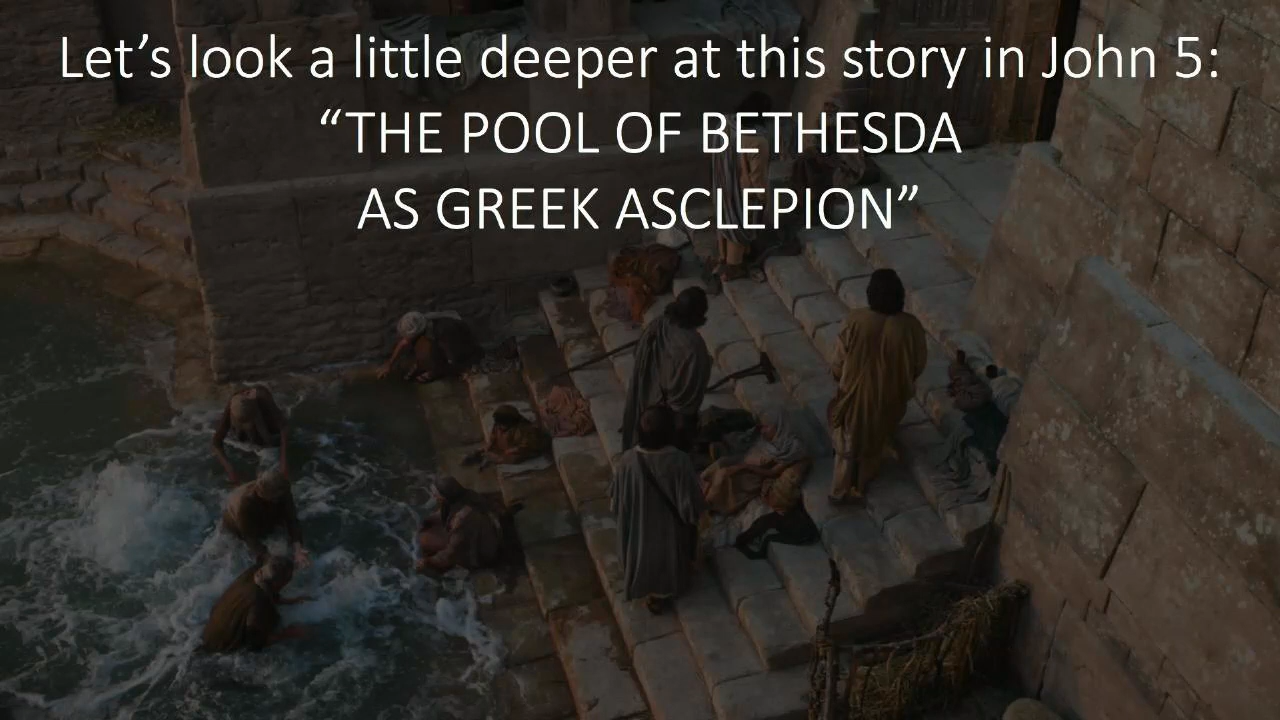 Let’s look a little deeper at this story in John 5:
“THE POOL OF BETHESDA
AS GREEK ASCLEPION”